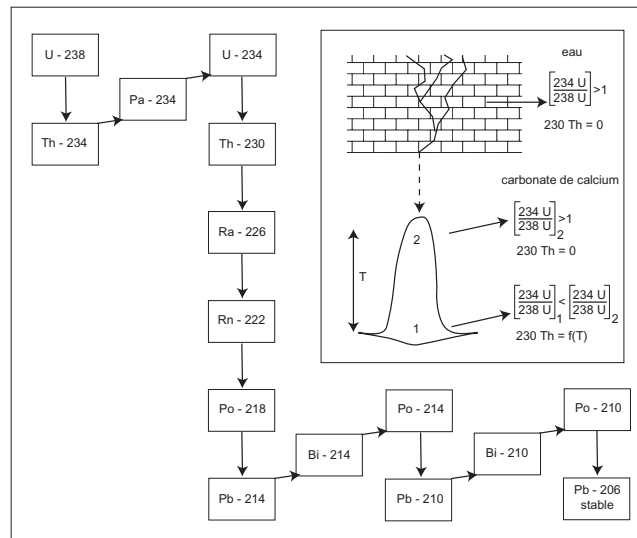 U - 238
U - 234
Pa - 234
Th - 234
Th - 230
Ra - 226
Rn - 222
Po - 218
Pb - 214
Bi - 214
Po - 214
Pb - 210
Bi - 210
Po - 210
Pb - 206
stable
eau
[234 U / 238 U] >1
230 Th = 0
carbonate de calcium
[234 U / 238 U]2 >1
230 Th = 0
2
T
1
[234 U / 238 U]1 < [234 U / 238 U]2
230 Th = f(T)